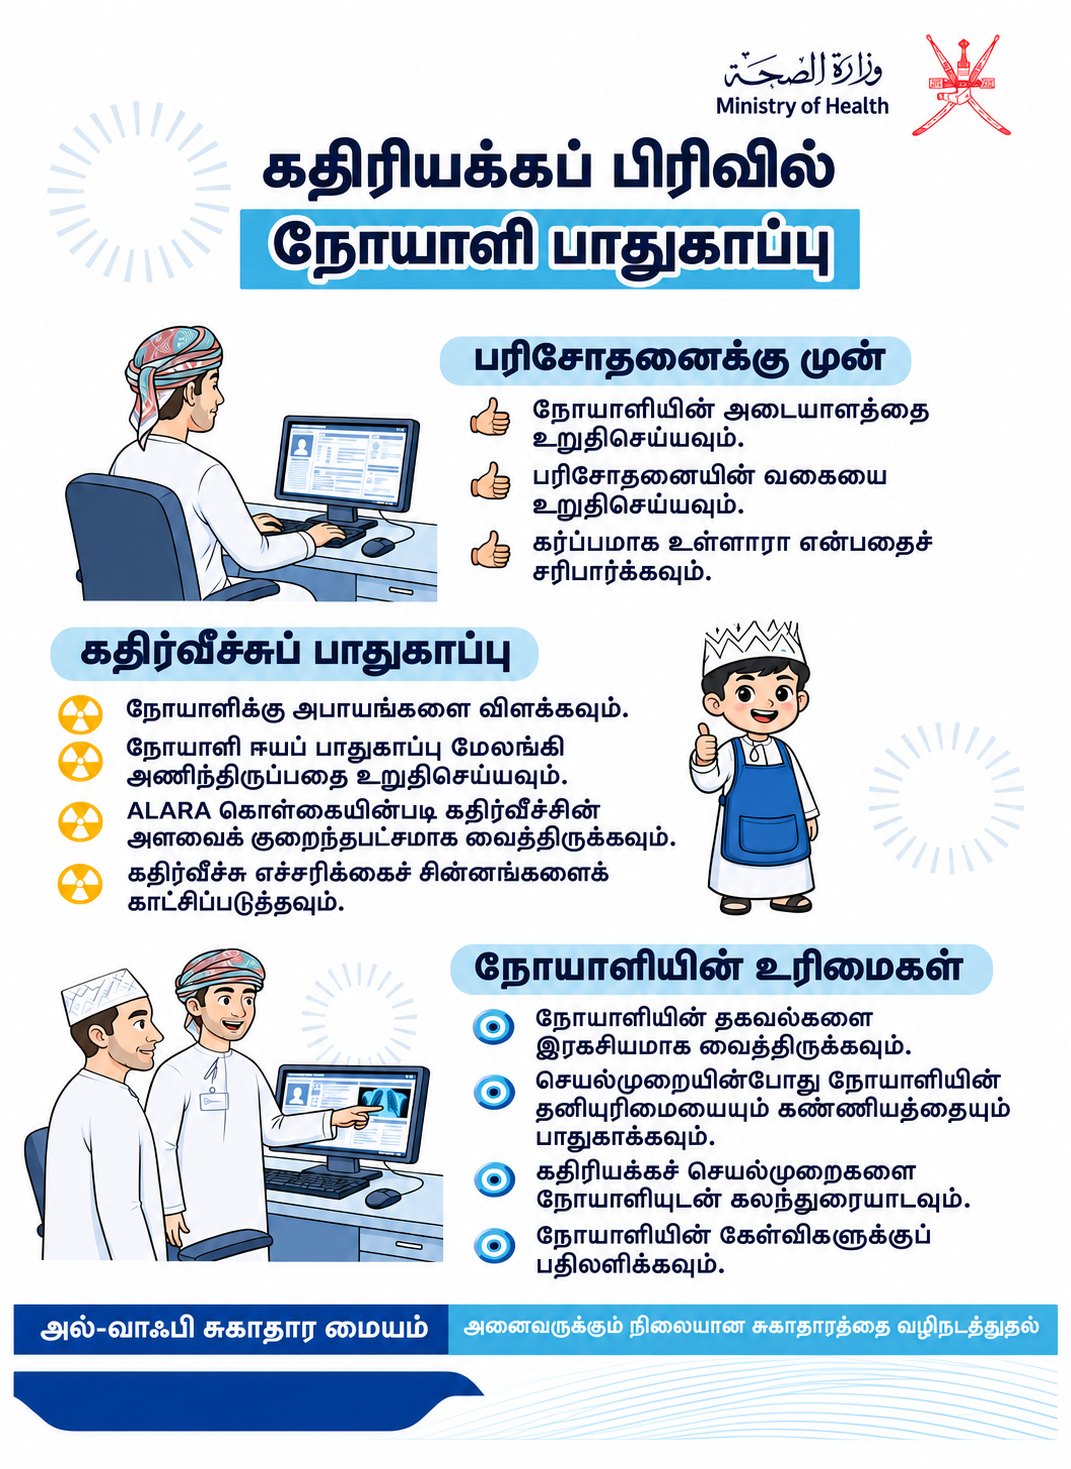 وزارة الصحة
Ministry of Health
கதிரியக்கப் பிரிவில்
நோயாளி பாதுகாப்பு
பரிசோதனைக்கு முன்
நோயாளியின் அடையாளத்தை
உறுதிசெய்யவும்.
பரிசோதனையின் வகையை
உறுதிசெய்யவும்.
கர்ப்பமாக உள்ளாரா என்பதைச்
சரிபார்க்கவும்.
கதிர்வீச்சுப் பாதுகாப்பு
நோயாளிக்கு அபாயங்களை விளக்கவும்.
நோயாளி ஈயப் பாதுகாப்பு மேலங்கி
அணிந்திருப்பதை உறுதிசெய்யவும்.
ALARA கொள்கையின்படி கதிர்வீச்சின்
அளவைக் குறைந்தபட்சமாக வைத்திருக்கவும்.
கதிர்வீச்சு எச்சரிக்கைச் சின்னங்களைக்
காட்சிப்படுத்தவும்.
நோயாளியின் உரிமைகள்
நோயாளியின் தகவல்களை
இரகசியமாக வைத்திருக்கவும்.
செயல்முறையின்போது நோயாளியின்
தனியுரிமையையும் கண்ணியத்தையும்
பாதுகாக்கவும்.
கதிரியக்கச் செயல்முறைகளை
நோயாளியுடன் கலந்துரையாடவும்.
நோயாளியின் கேள்விகளுக்குப்
பதிலளிக்கவும்.
அல்-வாஃபி சுகாதார மையம்
அனைவருக்கும் நிலையான சுகாதாரத்தை வழிநடத்துதல்